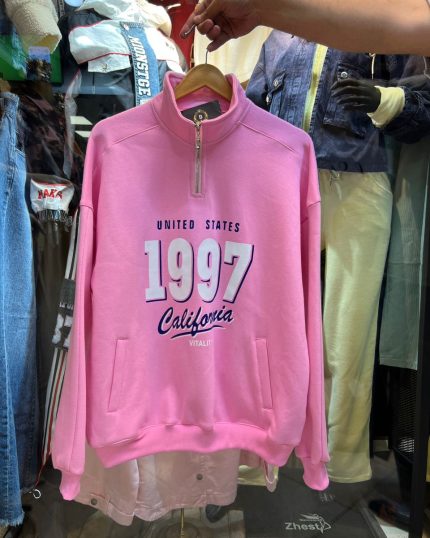 UNITED STATES
1997
California
VITALITY
Zhest